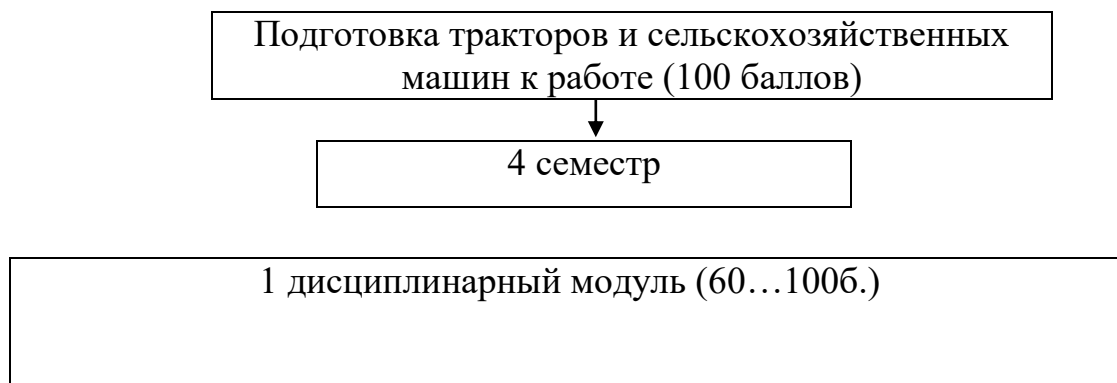 Подготовка тракторов и сельскохозяйственных
машин к работе (100 баллов)
4 семестр
1 дисциплинарный модуль (60…100б.)